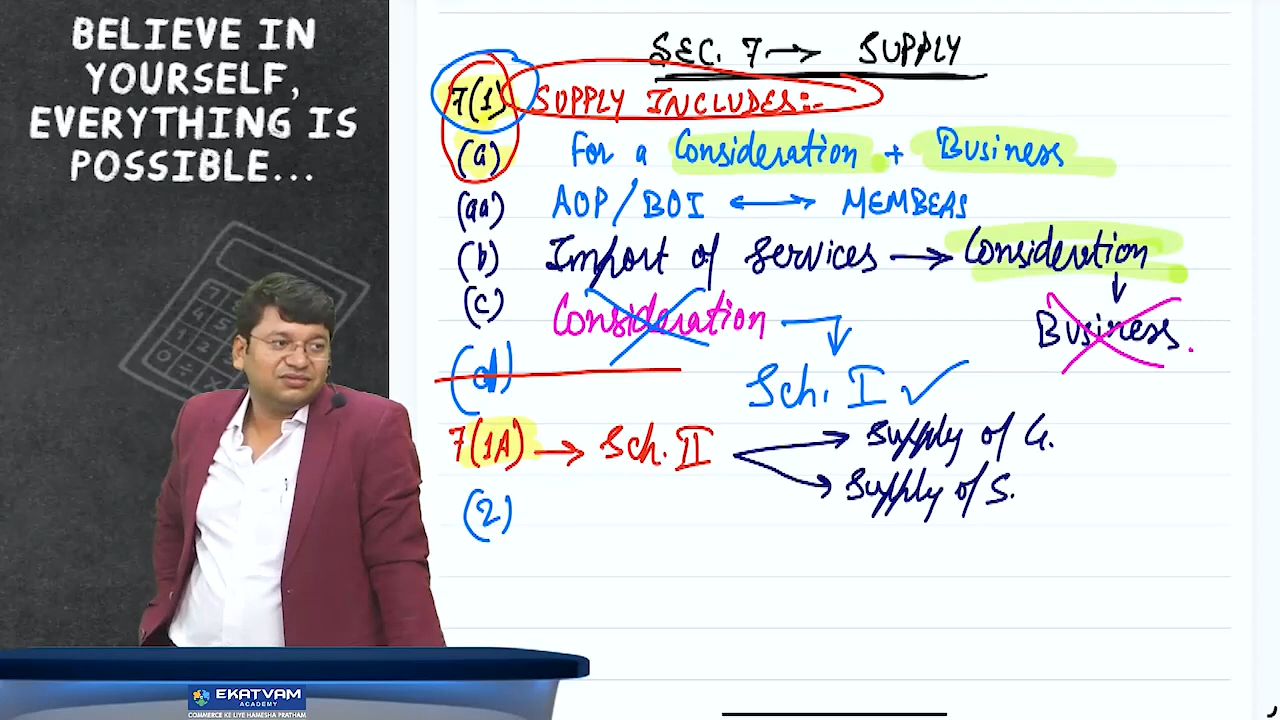 BELIEVE IN
YOURSELF,
EVERYTHING IS
POSSIBLE...
SEC. 7 → SUPPLY
7(1) SUPPLY INCLUDES:-
(a) For a Consideration + Business
(aa) AOP/BOI ↔ MEMBERS
(b) Import of Services → Consideration
↓
Business.
(c) Consideration
Sch. I ✓
(d)
7(1A) → Sch. II
Supply of G.
Supply of S.
(2)
EKATVAM
ACADEMY
COMMERCE KE LIYE HAMESHA PRATHAM